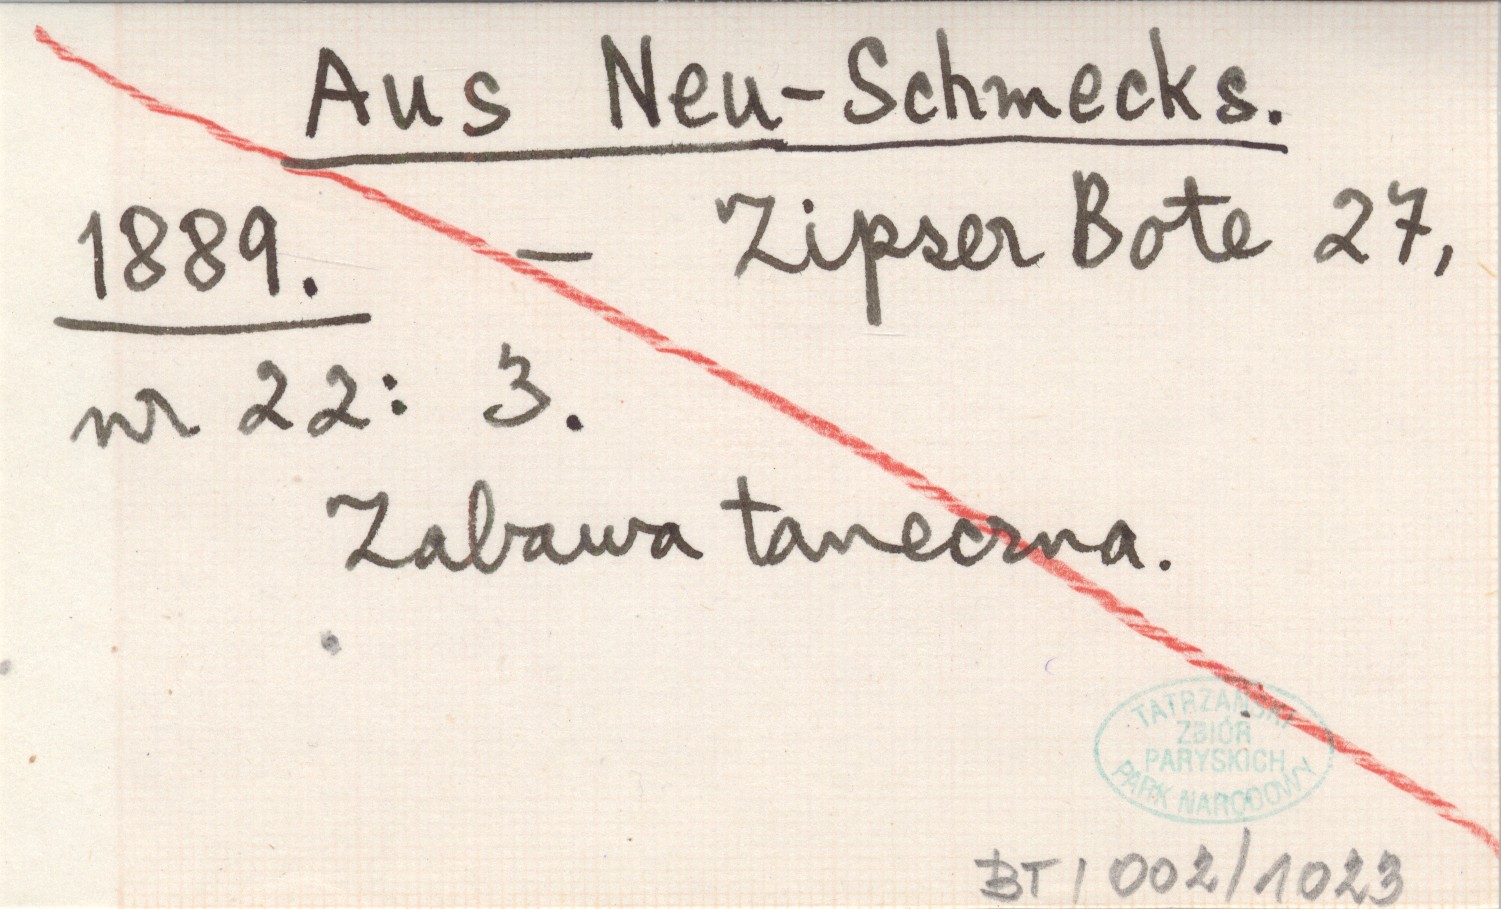 Aus Neu-Schmecks.
1889. — Zipser Bote 27,
nr 22: 3.
Zabawa taneczna.
TATRZAŃSKI
ZBIÓR
PARYSKICH
PARK NARODOWY
BT I 002/1023